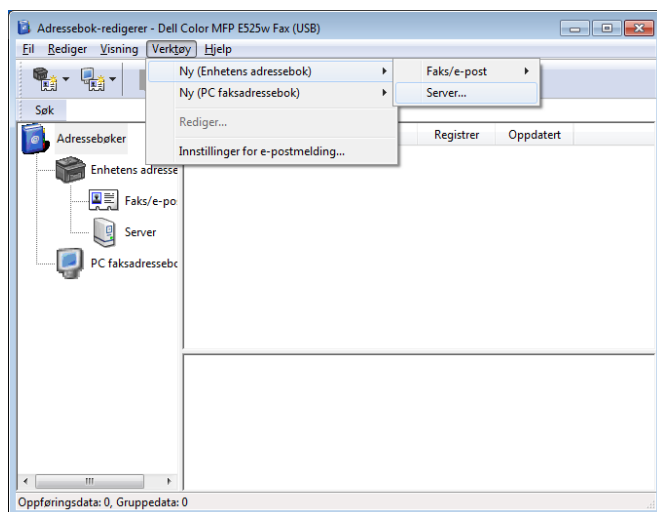 Adressebok-redigerer - Dell Color MFP E525w Fax (USB)
Fil Rediger Visning Verktøy Hjelp
Ny (Enhetens adressebok)
Faks/e-post
Ny (PC faksadressebok)
Server...
Søk
Rediger...
Registrer Oppdatert
Adressebøker
Innstillinger for e-postmelding...
Enhetens adresse
Faks/e-po
Server
PC faksadressebo
Oppføringsdata: 0, Gruppedata: 0